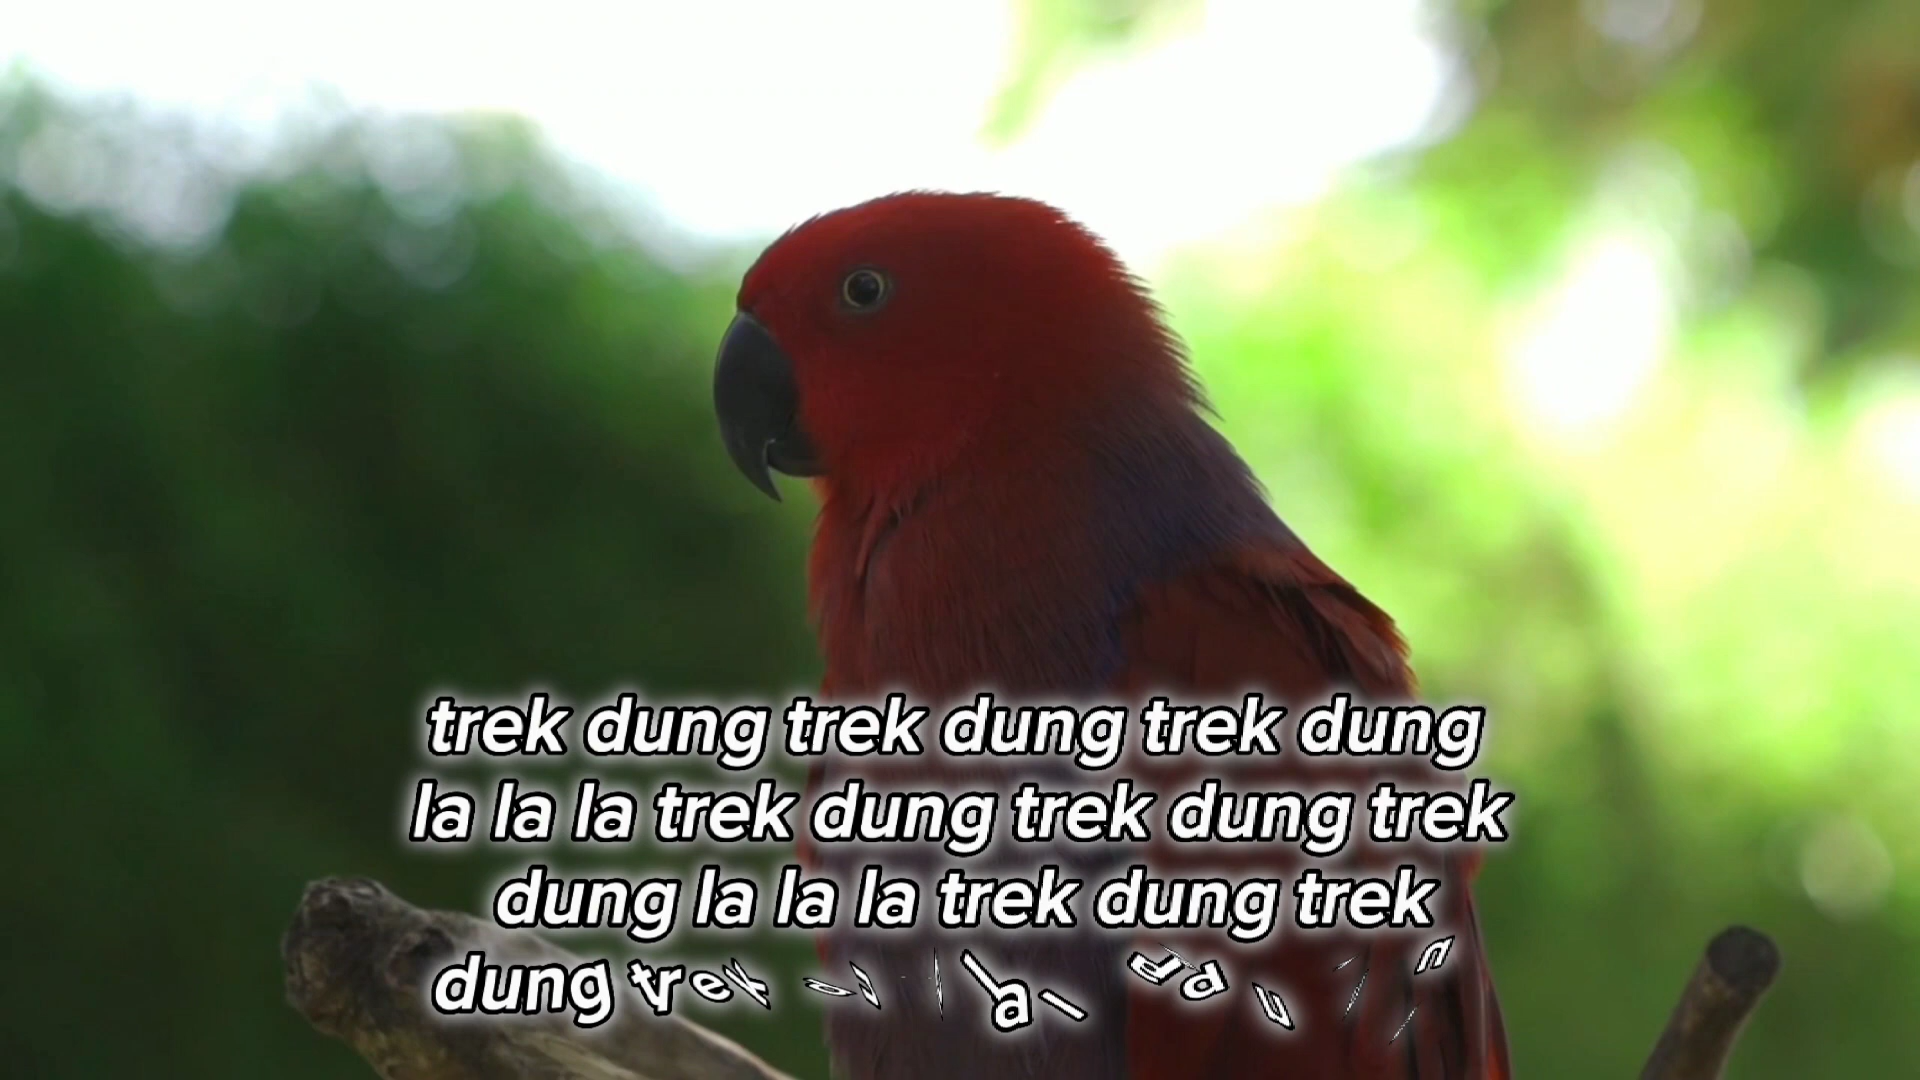 trek dung trek dung trek dung
la la la trek dung trek dung trek
dung la la la trek dung trek
dung trek